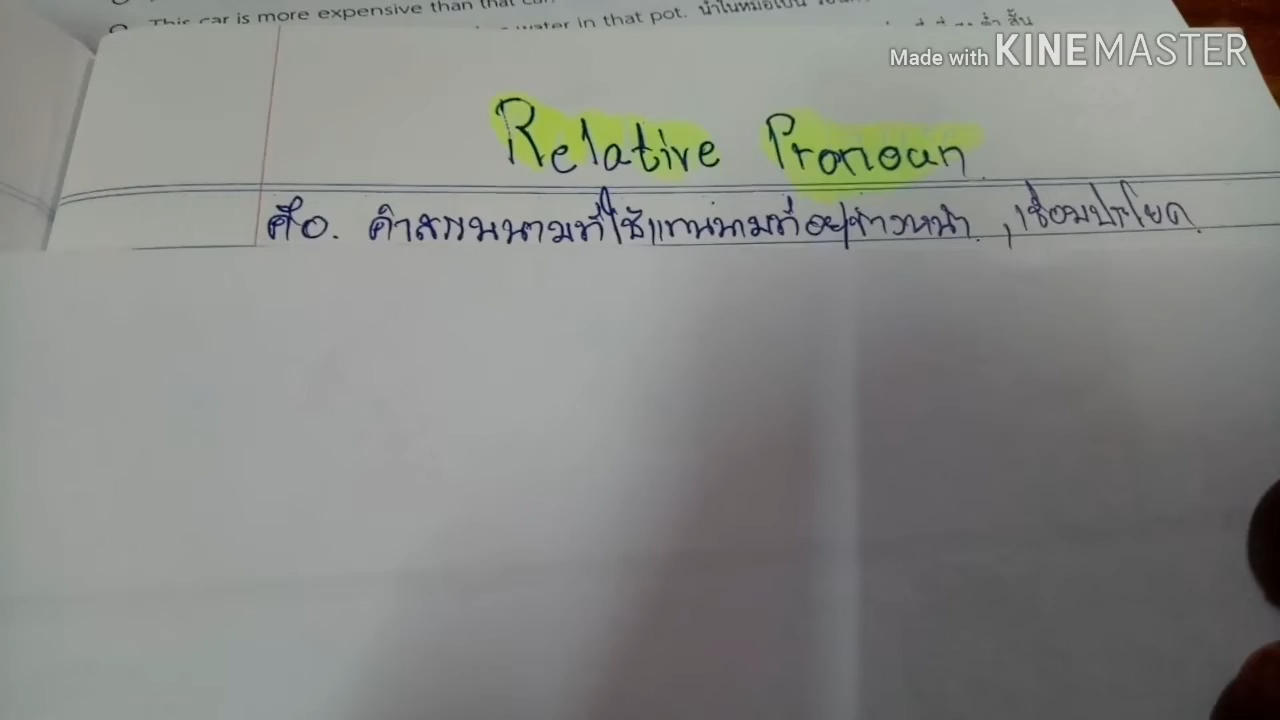 This car is more expensive than that
water in that pot. น้ำในหม้อใบนั้น
Made with KINEMASTER
Relative Pronoun
คือ. คำสรรพนามที่ใช้แทนนามที่อยู่ข้างหน้า , เชื่อมประโยค